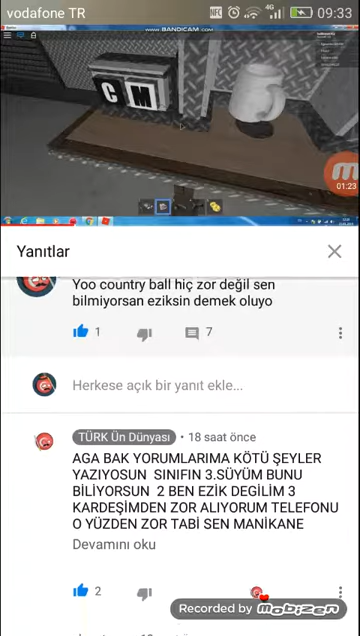 vodafone TR
NFC
4G
09:33
WWW.BANDICAM.COM
C M
M
01:23
Yanıtlar
Yoo country ball hiç zor değil sen
bilmiyorsan eziksin demek oluyo
1
7
Herkese açık bir yanıt ekle...
TÜRK Ün Dünyası • 18 saat önce
AGA BAK YORUMLARIMA KÖTÜ ŞEYLER
YAZIYOSUN SINIFIN 3.SÜYÜM BUNU
BİLİYORSUN 2 BEN EZİK DEGİLİM 3
KARDEŞİMDEN ZOR ALIYORUM TELEFONU
O YÜZDEN ZOR TABİ SEN MANİKANE
Devamını oku
2
Recorded by mobizen